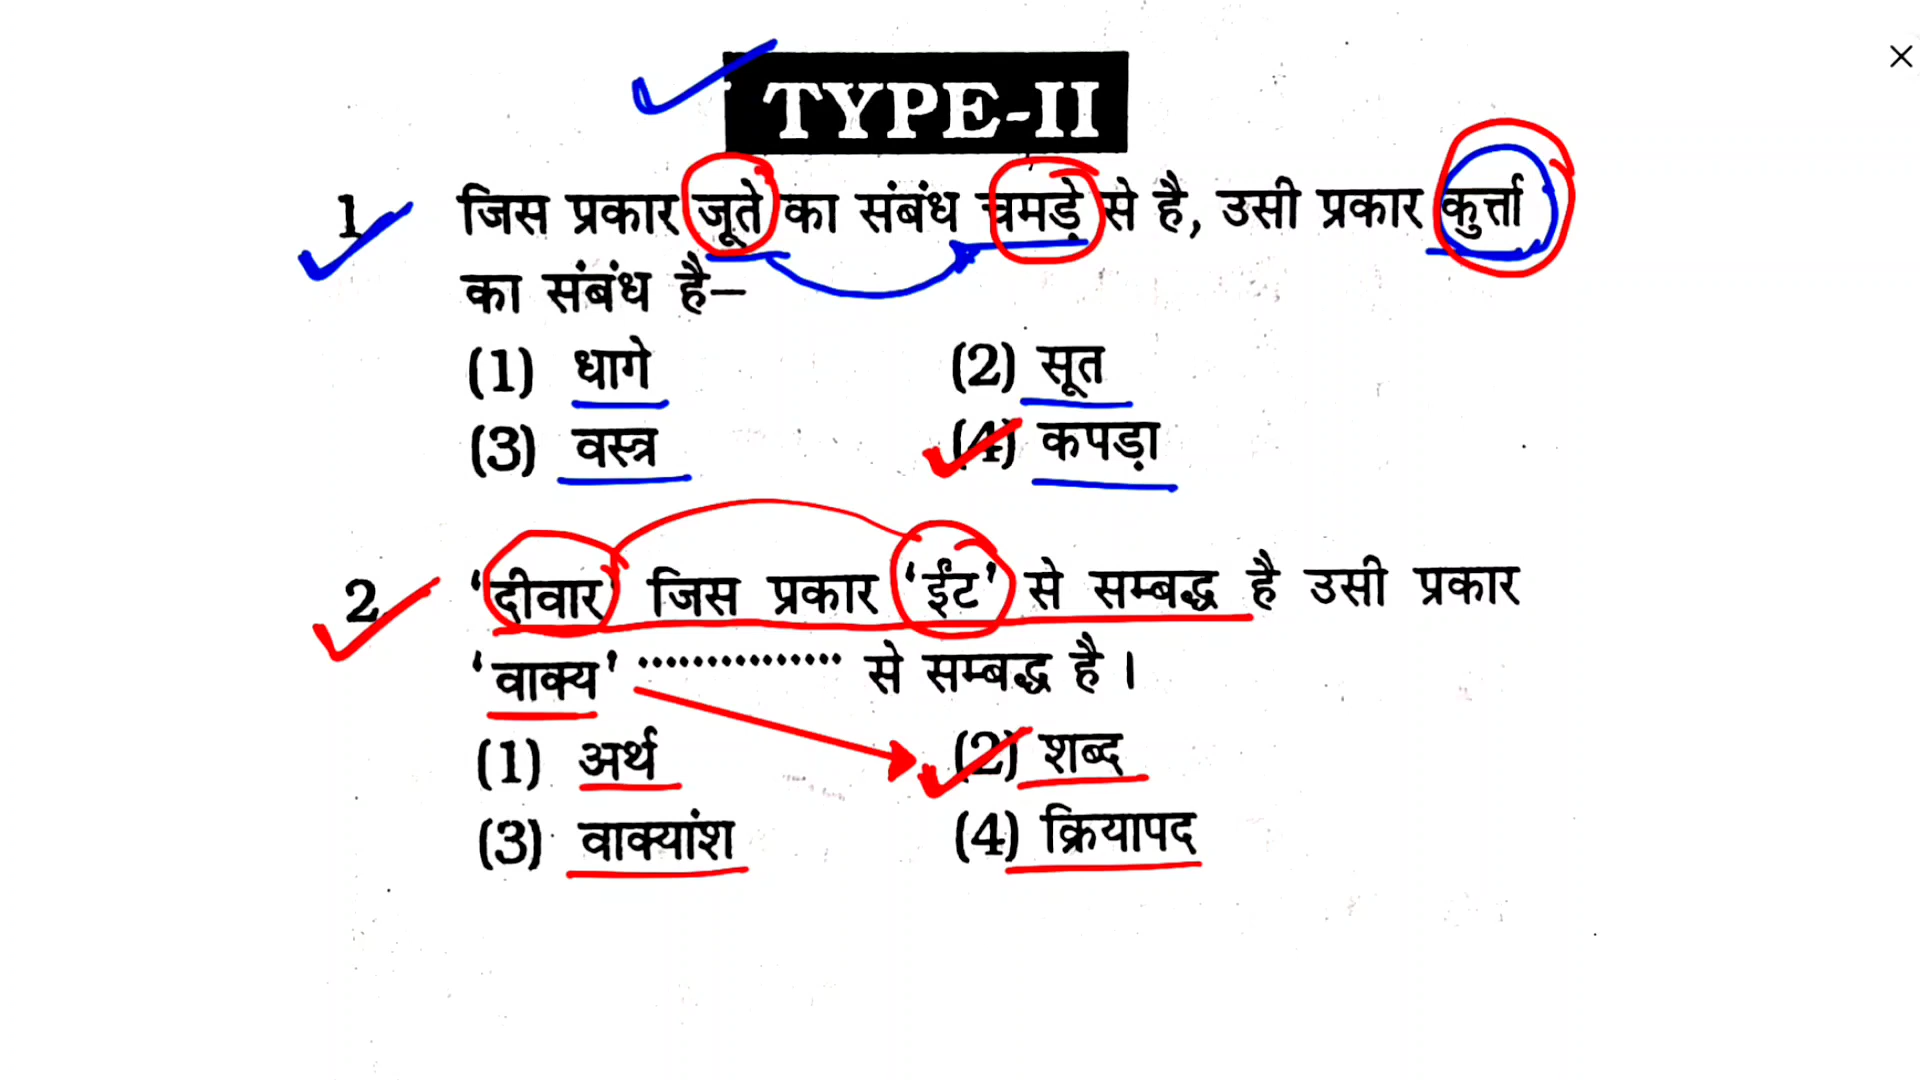 TYPE-II
1 जिस प्रकार जूते का संबंध चमड़े से है, उसी प्रकार कुर्त्ता
का संबंध है–
(1) धागे (2) सूत
(3) वस्त्र (4) कपड़ा
2 'दीवार' जिस प्रकार 'ईंट' से सम्बद्ध है उसी प्रकार
'वाक्य' ............... से सम्बद्ध है।
(1) अर्थ (2) शब्द
(3) वाक्यांश (4) क्रियापद